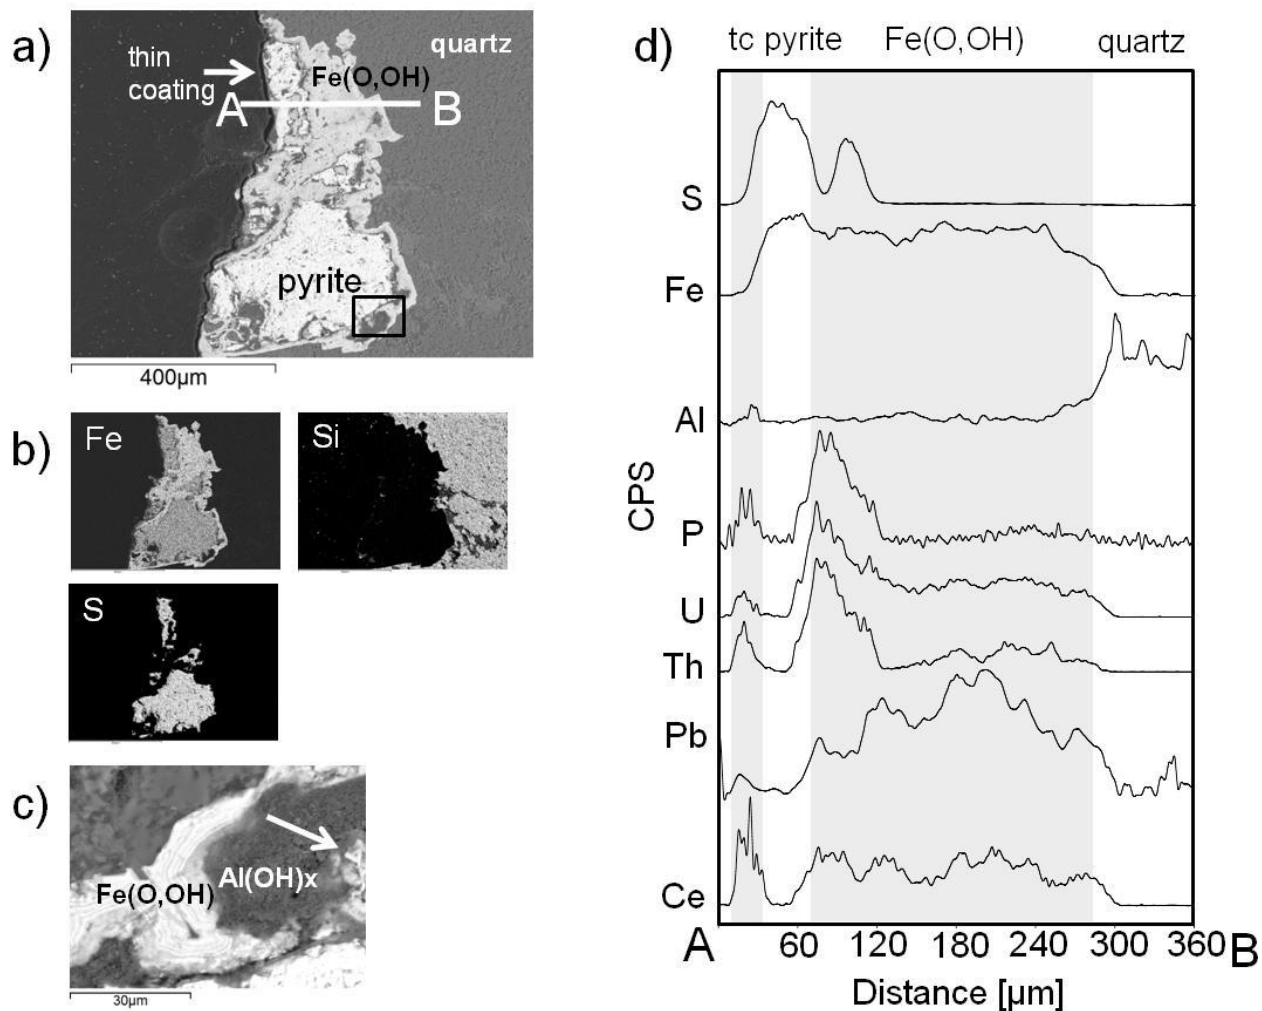 a)
thin
coating
quartz
Fe(O,OH)
A
B
pyrite
400µm
b)
Fe
Si
S
c)
Fe(O,OH)
Al(OH)x
30µm
d)
tc pyrite Fe(O,OH) quartz
S
Fe
Al
CPS
P
U
Th
Pb
Ce
A 60 120 180 240 300 360 B
Distance [µm]